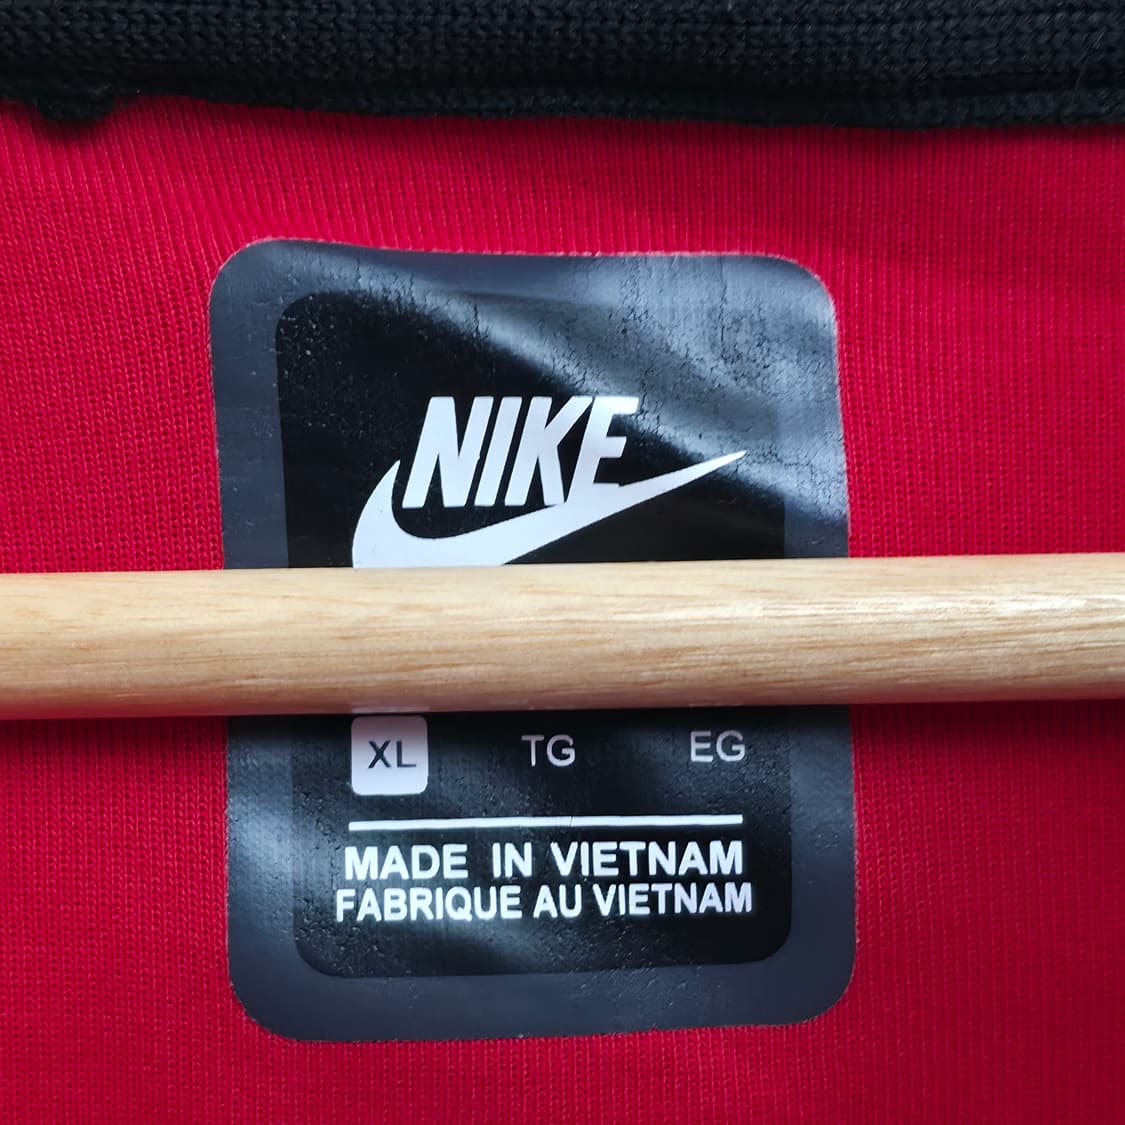 NIKE
XL TG EG
MADE IN VIETNAM
FABRIQUE AU VIETNAM